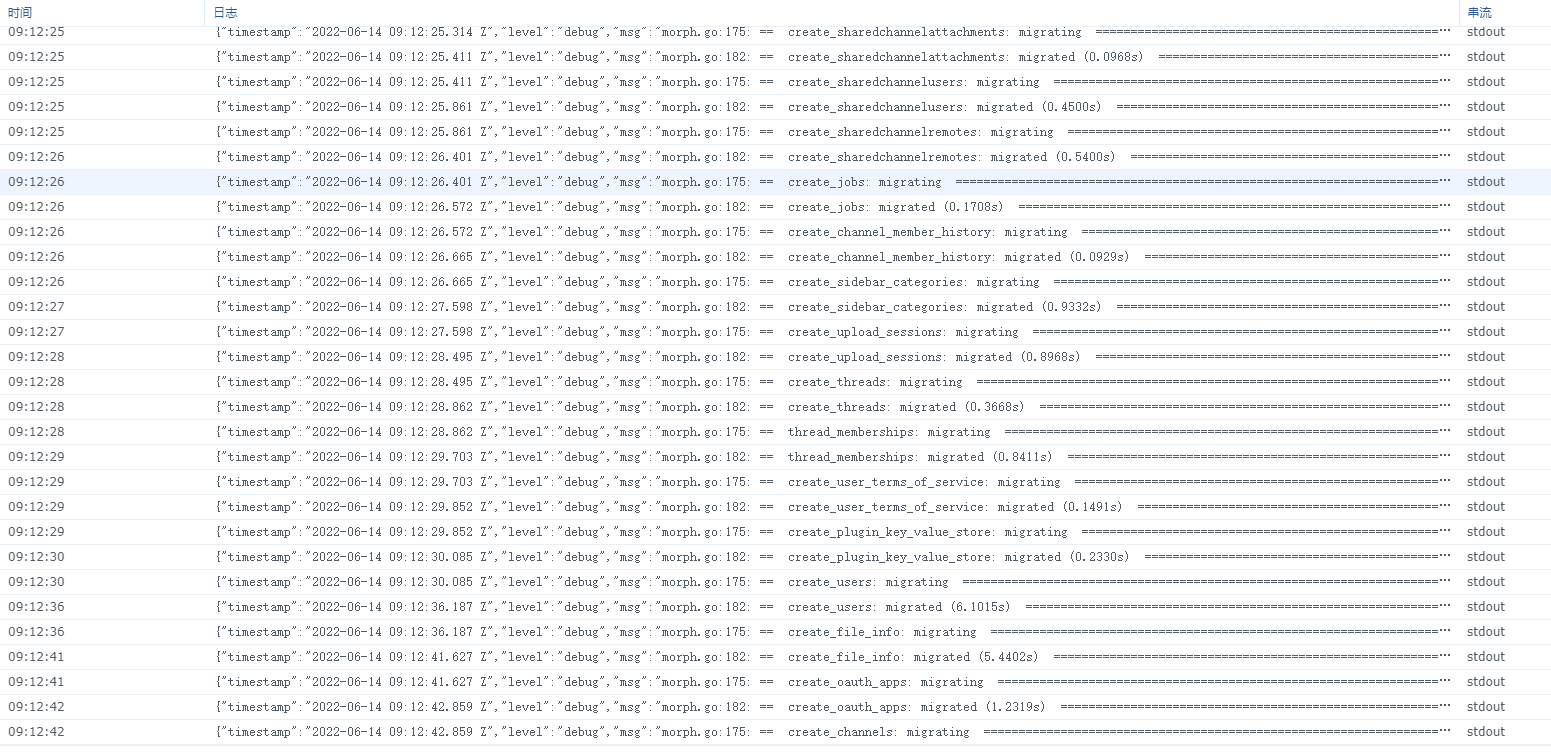 时间 日志 串流
09:12:25 {"timestamp":"2022-06-14 09:12:25.314 Z","level":"debug","msg":"morph.go:175: == create_sharedchannelattachments: migrating =================================================··· stdout
09:12:25 {"timestamp":"2022-06-14 09:12:25.411 Z","level":"debug","msg":"morph.go:182: == create_sharedchannelattachments: migrated (0.0968s) ========================================··· stdout
09:12:25 {"timestamp":"2022-06-14 09:12:25.411 Z","level":"debug","msg":"morph.go:175: == create_sharedchannelusers: migrating =======================================================··· stdout
09:12:25 {"timestamp":"2022-06-14 09:12:25.861 Z","level":"debug","msg":"morph.go:182: == create_sharedchannelusers: migrated (0.4500s) ==============================================··· stdout
09:12:25 {"timestamp":"2022-06-14 09:12:25.861 Z","level":"debug","msg":"morph.go:175: == create_sharedchannelremotes: migrating =====================================================··· stdout
09:12:26 {"timestamp":"2022-06-14 09:12:26.401 Z","level":"debug","msg":"morph.go:182: == create_sharedchannelremotes: migrated (0.5400s) ============================================··· stdout
09:12:26 {"timestamp":"2022-06-14 09:12:26.401 Z","level":"debug","msg":"morph.go:175: == create_jobs: migrating =====================================================================··· stdout
09:12:26 {"timestamp":"2022-06-14 09:12:26.572 Z","level":"debug","msg":"morph.go:182: == create_jobs: migrated (0.1708s) ============================================================··· stdout
09:12:26 {"timestamp":"2022-06-14 09:12:26.572 Z","level":"debug","msg":"morph.go:175: == create_channel_member_history: migrating ===================================================··· stdout
09:12:26 {"timestamp":"2022-06-14 09:12:26.665 Z","level":"debug","msg":"morph.go:182: == create_channel_member_history: migrated (0.0929s) ==========================================··· stdout
09:12:26 {"timestamp":"2022-06-14 09:12:26.665 Z","level":"debug","msg":"morph.go:175: == create_sidebar_categories: migrating =======================================================··· stdout
09:12:27 {"timestamp":"2022-06-14 09:12:27.598 Z","level":"debug","msg":"morph.go:182: == create_sidebar_categories: migrated (0.9332s) ==============================================··· stdout
09:12:27 {"timestamp":"2022-06-14 09:12:27.598 Z","level":"debug","msg":"morph.go:175: == create_upload_sessions: migrating ==========================================================··· stdout
09:12:28 {"timestamp":"2022-06-14 09:12:28.495 Z","level":"debug","msg":"morph.go:182: == create_upload_sessions: migrated (0.8968s) =================================================··· stdout
09:12:28 {"timestamp":"2022-06-14 09:12:28.495 Z","level":"debug","msg":"morph.go:175: == create_threads: migrating ==================================================================··· stdout
09:12:28 {"timestamp":"2022-06-14 09:12:28.862 Z","level":"debug","msg":"morph.go:182: == create_threads: migrated (0.3668s) =========================================================··· stdout
09:12:28 {"timestamp":"2022-06-14 09:12:28.862 Z","level":"debug","msg":"morph.go:175: == thread_memberships: migrating ==============================================================··· stdout
09:12:29 {"timestamp":"2022-06-14 09:12:29.703 Z","level":"debug","msg":"morph.go:182: == thread_memberships: migrated (0.8411s) =====================================================··· stdout
09:12:29 {"timestamp":"2022-06-14 09:12:29.703 Z","level":"debug","msg":"morph.go:175: == create_user_terms_of_service: migrating ====================================================··· stdout
09:12:29 {"timestamp":"2022-06-14 09:12:29.852 Z","level":"debug","msg":"morph.go:182: == create_user_terms_of_service: migrated (0.1491s) ===========================================··· stdout
09:12:29 {"timestamp":"2022-06-14 09:12:29.852 Z","level":"debug","msg":"morph.go:175: == create_plugin_key_value_store: migrating ===================================================··· stdout
09:12:30 {"timestamp":"2022-06-14 09:12:30.085 Z","level":"debug","msg":"morph.go:182: == create_plugin_key_value_store: migrated (0.2330s) ==========================================··· stdout
09:12:30 {"timestamp":"2022-06-14 09:12:30.085 Z","level":"debug","msg":"morph.go:175: == create_users: migrating ====================================================================··· stdout
09:12:36 {"timestamp":"2022-06-14 09:12:36.187 Z","level":"debug","msg":"morph.go:182: == create_users: migrated (6.1015s) ===========================================================··· stdout
09:12:36 {"timestamp":"2022-06-14 09:12:36.187 Z","level":"debug","msg":"morph.go:175: == create_file_info: migrating ================================================================··· stdout
09:12:41 {"timestamp":"2022-06-14 09:12:41.627 Z","level":"debug","msg":"morph.go:182: == create_file_info: migrated (5.4402s) =======================================================··· stdout
09:12:41 {"timestamp":"2022-06-14 09:12:41.627 Z","level":"debug","msg":"morph.go:175: == create_oauth_apps: migrating ===============================================================··· stdout
09:12:42 {"timestamp":"2022-06-14 09:12:42.859 Z","level":"debug","msg":"morph.go:182: == create_oauth_apps: migrated (1.2319s) ======================================================··· stdout
09:12:42 {"timestamp":"2022-06-14 09:12:42.859 Z","level":"debug","msg":"morph.go:175: == create_channels: migrating =================================================================··· stdout